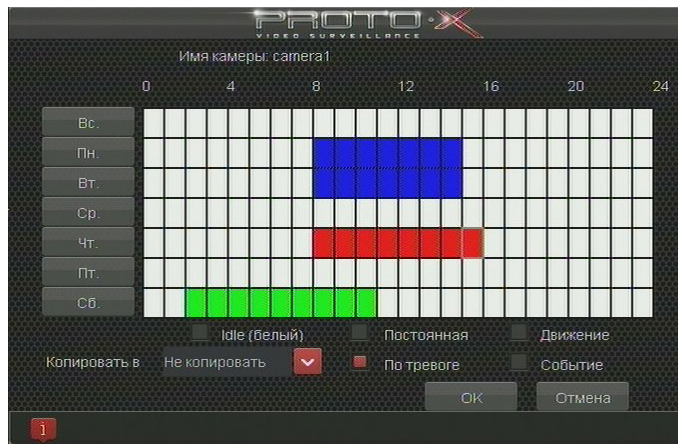 PROTO·X
VIDEO SURVEILLANCE
Имя камеры: camera1
0 4 8 12 16 20 24
Вс.
Пн.
Вт.
Ср.
Чт.
Пт.
Сб.
Idle (белый) Постоянная Движение
Копировать в Не копировать По тревоге Событие
OK Отмена
i